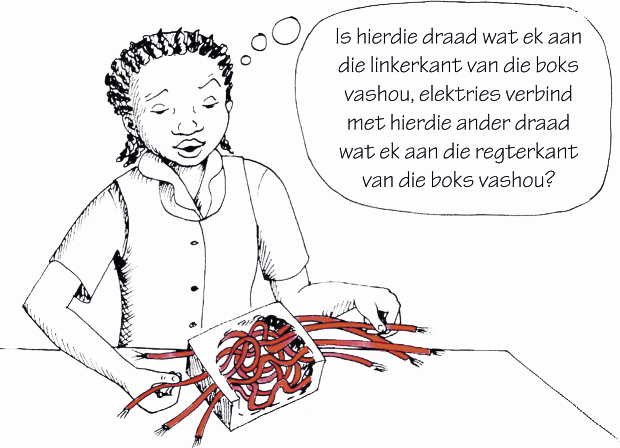 Is hierdie draad wat ek aan
die linkerkant van die boks
vashou, elektries verbind
met hierdie ander draad
wat ek aan die regterkant
van die boks vashou?